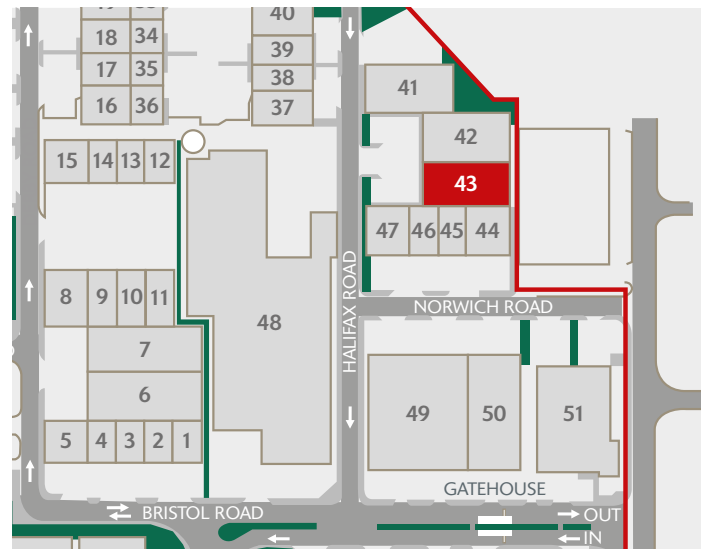 19 33
18 34
17 35
16 36
40
39
38
37
41
42
43
47 46 45 44
15 14 13 12
8 9 10 11
7
6
5 4 3 2 1
48
HALIFAX ROAD
NORWICH ROAD
49 50 51
GATEHOUSE
BRISTOL ROAD
OUT
IN